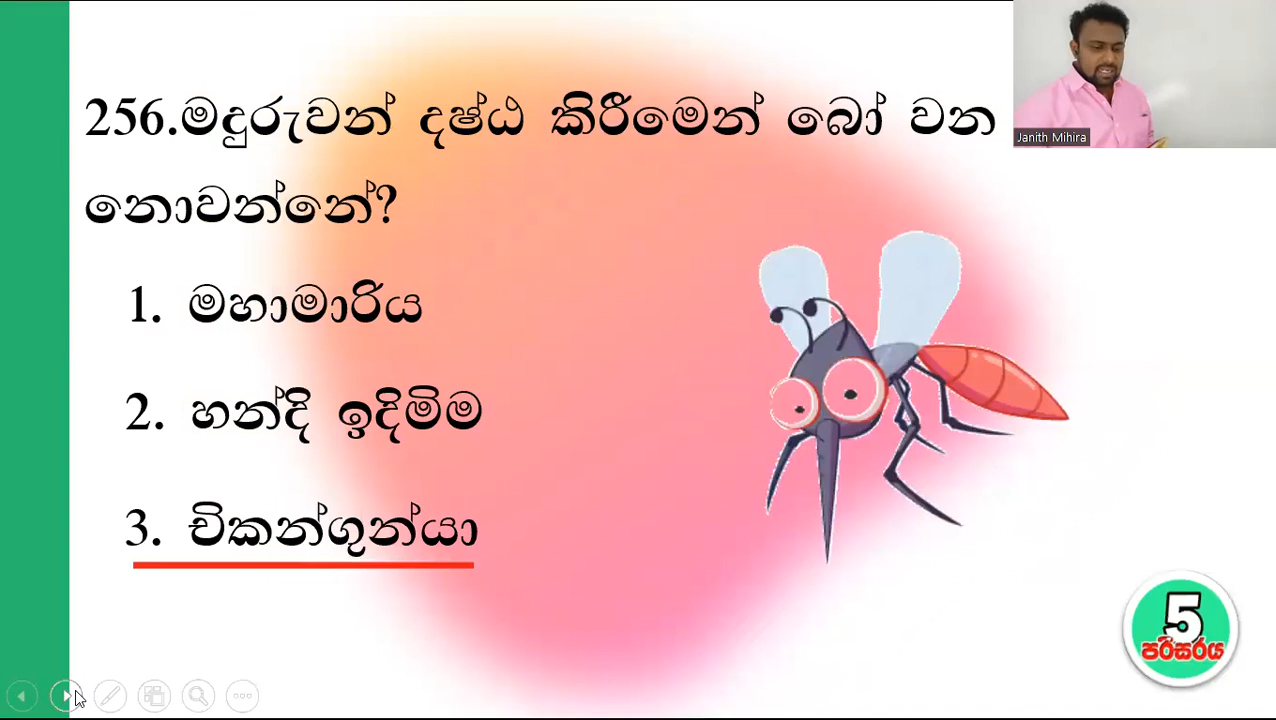 256.මදුරුවන් දෂ්ඨ කිරීමෙන් බෝ වන
නොවන්නේ?
1. මහාමාරිය
2. හන්දි ඉදිමිම
3. චිකන්ගුන්යා
Janith Mihira
5
පරිසරය